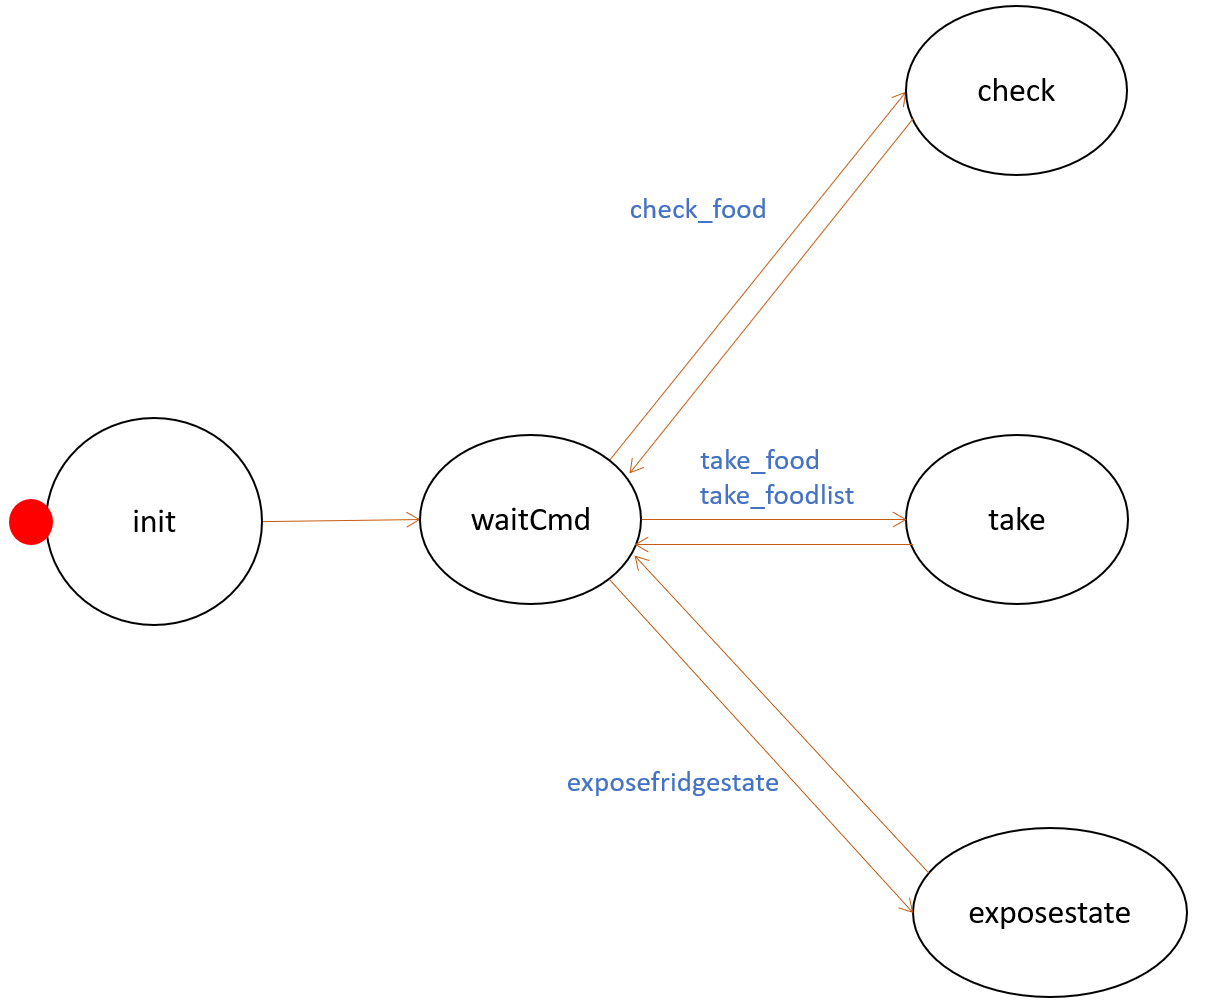 check
check_food
take_food
take_foodlist
init
waitCmd
take
exposefridgestate
exposestate